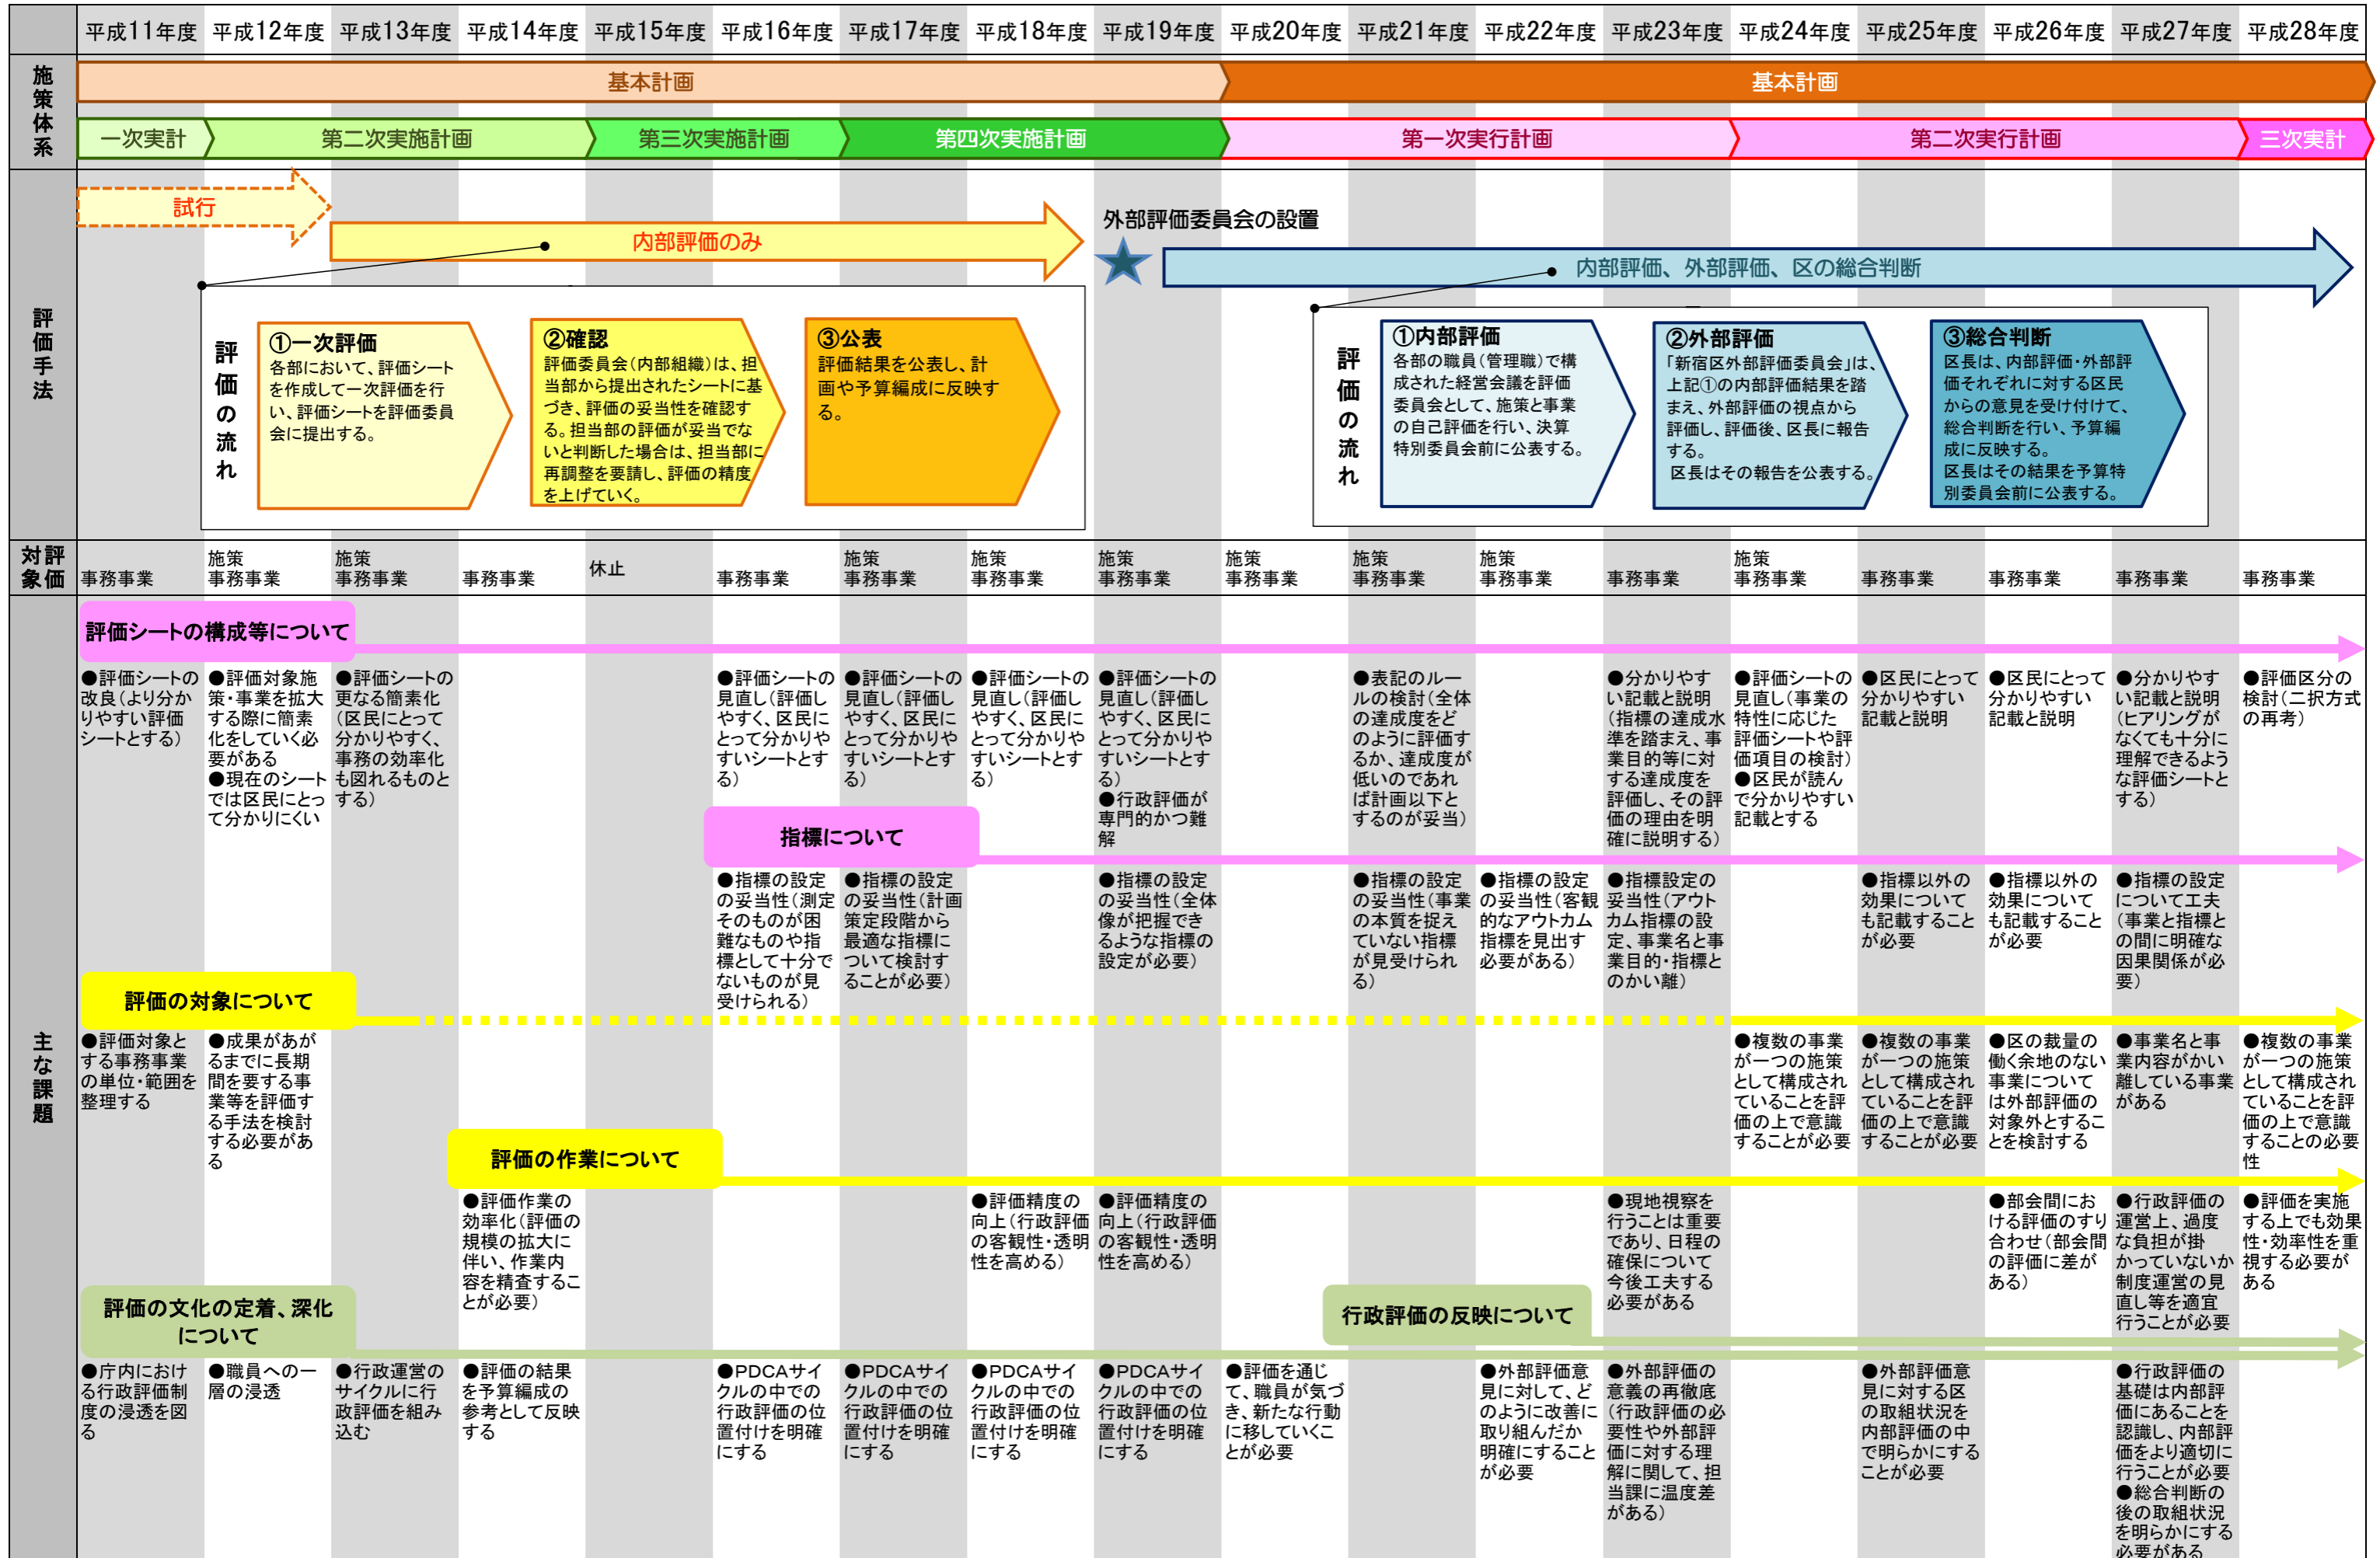 平成11年度 平成12年度 平成13年度 平成14年度 平成15年度 平成16年度 平成17年度 平成18年度 平成19年度 平成20年度 平成21年度 平成22年度 平成23年度 平成24年度 平成25年度 平成26年度 平成27年度 平成28年度
施策体系
基本計画
基本計画
一次実計
第二次実施計画
第三次実施計画
第四次実施計画
第一次実行計画
第二次実行計画
三次実計
評価手法
試行
内部評価のみ
外部評価委員会の設置
内部評価、外部評価、区の総合判断
評価の流れ
①一次評価
各部において、評価シート
を作成して一次評価を行
い、評価シートを評価委員
会に提出する。
②確認
評価委員会(内部組織)は、担
当部から提出されたシートに基
づき、評価の妥当性を確認す
る。担当部の評価が妥当でな
いと判断した場合は、担当部に
再調整を要請し、評価の精度
を上げていく。
③公表
評価結果を公表し、計
画や予算編成に反映す
る。
評価の流れ
①内部評価
各部の職員(管理職)で構
成された経営会議を評価
委員会として、施策と事業
の自己評価を行い、決算
特別委員会前に公表する。
②外部評価
「新宿区外部評価委員会」は、
上記①の内部評価結果を踏
まえ、外部評価の視点から
評価し、評価後、区長に報告
する。
区長はその報告を公表する。
③総合判断
区長は、内部評価・外部評
価それぞれに対する区民
からの意見を受け付けて、
総合判断を行い、予算編
成に反映する。
区長はその結果を予算特
別委員会前に公表する。
対評
象価
事務事業
施策
事務事業
施策
事務事業
事務事業
休止
事務事業
施策
事務事業
施策
事務事業
施策
事務事業
施策
事務事業
施策
事務事業
施策
事務事業
事務事業
施策
事務事業
事務事業
事務事業
事務事業
事務事業
主な課題
評価シートの構成等について
●評価シートの
改良(より分か
りやすい評価
シートとする)
●評価対象施
策・事業を拡大
する際に簡素
化をしていく必
要がある
●現在のシート
では区民にとっ
て分かりにくい
●評価シートの
更なる簡素化
(区民にとって
分かりやすく、
事務の効率化
も図れるものと
する)
●評価シートの
見直し(評価し
やすく、区民に
とって分かりや
すいシートとす
る)
●評価シートの
見直し(評価し
やすく、区民に
とって分かりや
すいシートとす
る)
●評価シートの
見直し(評価し
やすく、区民に
とって分かりや
すいシートとす
る)
●評価シートの
見直し(評価し
やすく、区民に
とって分かりや
すいシートとす
る)
●行政評価が
専門的かつ難
解
●表記のルー
ルの検討(全体
の達成度をど
のように評価す
るか、達成度が
低いのであれ
ば計画以下と
するのが妥当)
●分かりやす
い記載と説明
(指標の達成水
準を踏まえ、事
業目的等に対
する達成度を
評価し、その評
価の理由を明
確に説明する)
●評価シートの
見直し(事業の
特性に応じた
評価シートや評
価項目の検討)
●区民が読ん
で分かりやすい
記載とする
●区民にとって
分かりやすい
記載と説明
●区民にとって
分かりやすい
記載と説明
●分かりやす
い記載と説明
(ヒアリングが
なくても十分に
理解できるよう
な評価シートと
する)
●評価区分の
検討(二択方式
の再考)
指標について
●指標の設定
の妥当性(測定
そのものが困
難なものや指
標として十分で
ないものが見
受けられる)
●指標の設定
の妥当性(計画
策定段階から
最適な指標に
ついて検討す
ることが必要)
●指標の設定
の妥当性(全体
像が把握でき
るような指標の
設定が必要)
●指標の設定
の妥当性(事業
の本質を捉え
ていない指標
が見受けられ
る)
●指標の設定
の妥当性(客観
的なアウトカム
指標を見出す
必要がある)
●指標設定の
妥当性(アウト
カム指標の設
定、事業名と事
業目的・指標と
のかい離)
●指標以外の
効果について
も記載すること
が必要
●指標以外の
効果について
も記載すること
が必要
●指標の設定
について工夫
(事業と指標と
の間に明確な
因果関係が必
要)
評価の対象について
●評価対象と
する事務事業
の単位・範囲を
整理する
●成果があが
るまでに長期
間を要する事
業等を評価す
る手法を検討
する必要があ
る
●複数の事業
が一つの施策
として構成され
ていることを評
価の上で意識
することが必要
●複数の事業
が一つの施策
として構成され
ていることを評
価の上で意識
することが必要
●区の裁量の
働く余地のない
事業について
は外部評価の
対象外とするこ
とを検討する
●事業名と事
業内容がかい
離している事業
がある
●複数の事業
が一つの施策
として構成され
ていることを評
価の上で意識
することの必要
性
評価の作業について
●評価作業の
効率化(評価の
規模の拡大に
伴い、作業内
容を精査するこ
とが必要)
●評価精度の
向上(行政評価
の客観性・透明
性を高める)
●評価精度の
向上(行政評価
の客観性・透明
性を高める)
●現地視察を
行うことは重要
であり、日程の
確保について
今後工夫する
必要がある
●部会間にお
ける評価のすり
合わせ(部会間
の評価に差が
ある)
●行政評価の
運営上、過度
な負担が掛
かっていないか
制度運営の見
直し等を適宜
行うことが必要
●評価を実施
する上でも効果
性・効率性を重
視する必要が
ある
評価の文化の定着、深化
について
行政評価の反映について
●庁内におけ
る行政評価制
度の浸透を図
る
●職員への一
層の浸透
●行政運営の
サイクルに行
政評価を組み
込む
●評価の結果
を予算編成の
参考として反映
する
●PDCAサイ
クルの中での
行政評価の位
置付けを明確
にする
●PDCAサイ
クルの中での
行政評価の位
置付けを明確
にする
●PDCAサイ
クルの中での
行政評価の位
置付けを明確
にする
●PDCAサイ
クルの中での
行政評価の位
置付けを明確
にする
●評価を通じ
て、職員が気づ
き、新たな行動
に移していくこ
とが必要
●外部評価意
見に対して、ど
のように改善に
取り組んだか
明確にすること
が必要
●外部評価の
意義の再徹底
(行政評価の必
要性や外部評
価に対する理
解に関して、担
当課に温度差
がある)
●外部評価意
見に対する区
の取組状況を
内部評価の中
で明らかにする
ことが必要
●行政評価の
基礎は内部評
価にあることを
認識し、内部評
価をより適切に
行うことが必要
●総合判断の
後の取組状況
を明らかにする
必要がある